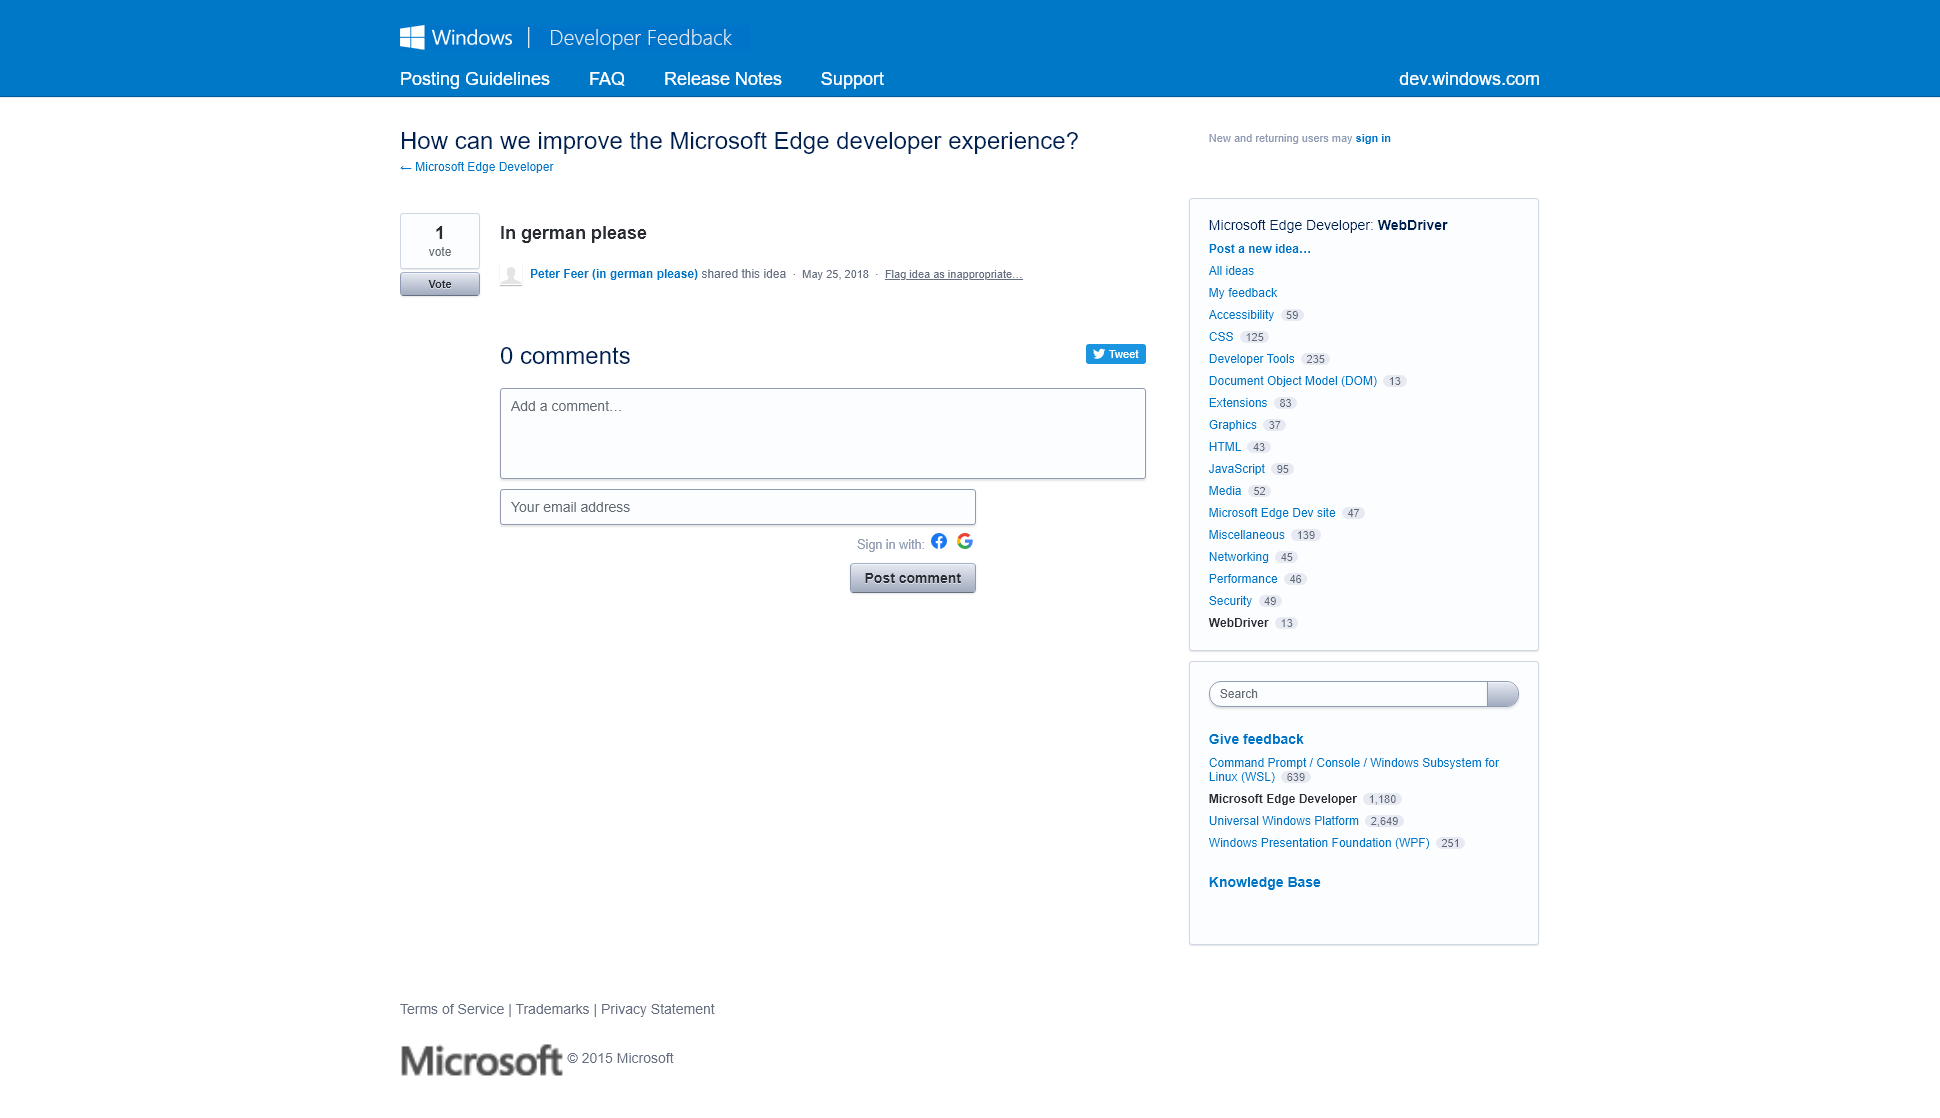 Windows | Developer Feedback
Posting Guidelines FAQ Release Notes Support dev.windows.com
How can we improve the Microsoft Edge developer experience?
← Microsoft Edge Developer
New and returning users may sign in
1
vote
Vote
In german please
Peter Feer (in german please) shared this idea · May 25, 2018 · Flag idea as inappropriate…
0 comments
Tweet
Add a comment…
Your email address
Sign in with:
Post comment
Microsoft Edge Developer: WebDriver
Post a new idea…
All ideas
My feedback
Accessibility 59
CSS 125
Developer Tools 235
Document Object Model (DOM) 13
Extensions 83
Graphics 37
HTML 43
JavaScript 95
Media 52
Microsoft Edge Dev site 47
Miscellaneous 139
Networking 45
Performance 46
Security 49
WebDriver 13
Search
Give feedback
Command Prompt / Console / Windows Subsystem for
Linux (WSL) 639
Microsoft Edge Developer 1,180
Universal Windows Platform 2,649
Windows Presentation Foundation (WPF) 251
Knowledge Base
Terms of Service | Trademarks | Privacy Statement
Microsoft © 2015 Microsoft